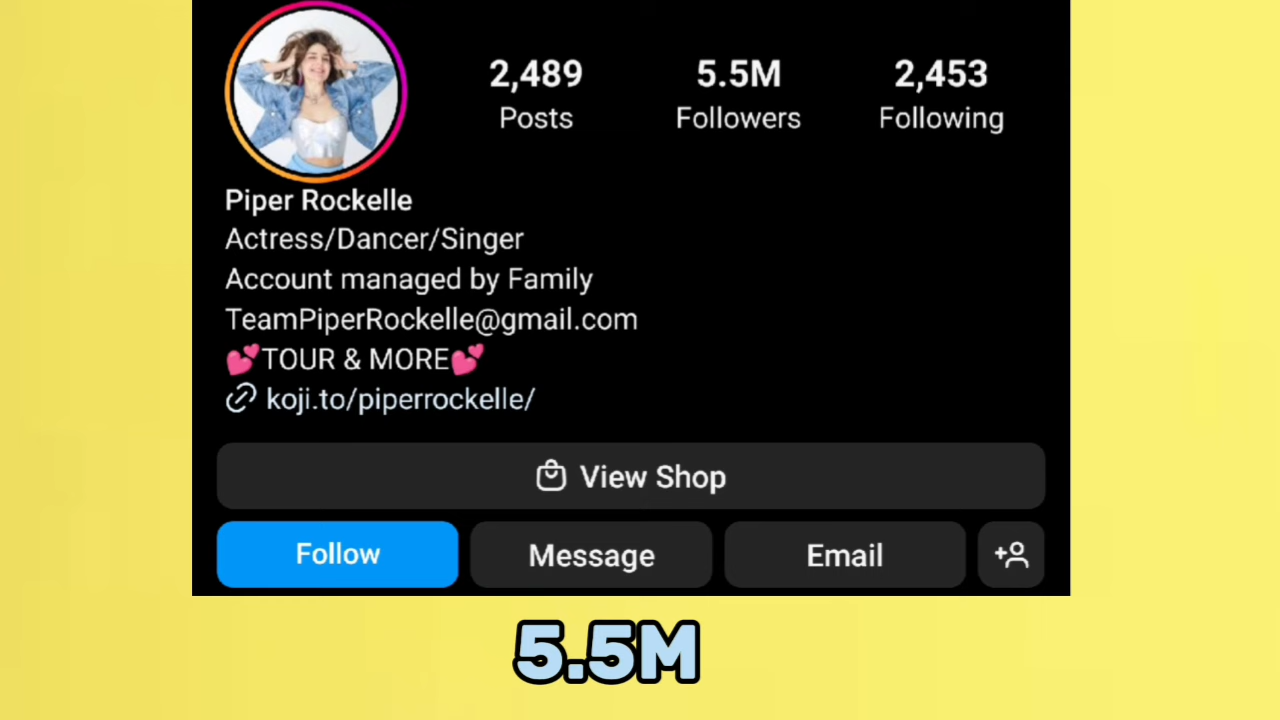 2,489 5.5M 2,453
Posts Followers Following
Piper Rockelle
Actress/Dancer/Singer
Account managed by Family
TeamPiperRockelle@gmail.com
💕TOUR & MORE💕
koji.to/piperrockelle/
View Shop
Follow Message Email
5.5M